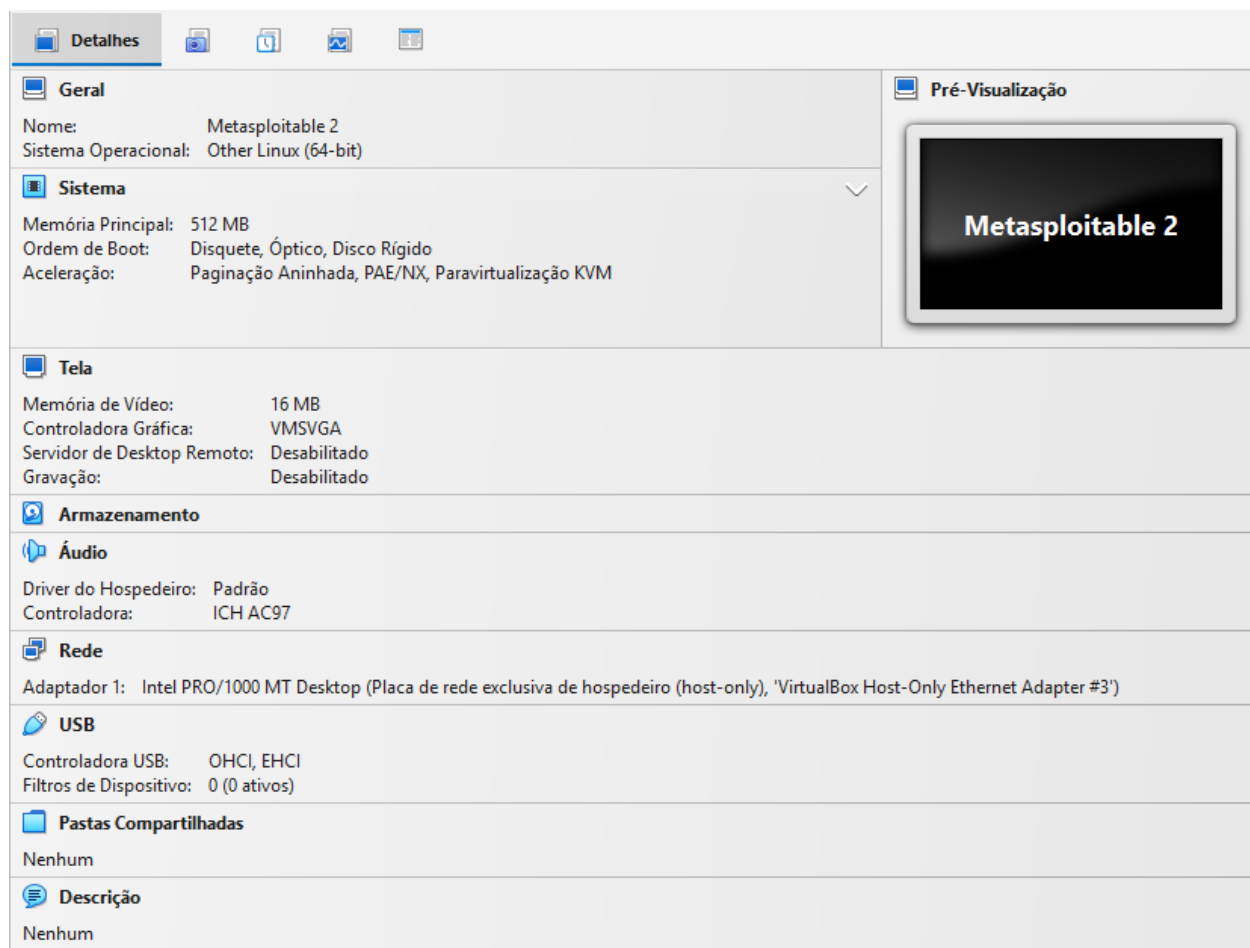 Detalhes
Geral
Nome: Metasploitable 2
Sistema Operacional: Other Linux (64-bit)
Pré-Visualização
Metasploitable 2
Sistema
Memória Principal: 512 MB
Ordem de Boot: Disquete, Óptico, Disco Rígido
Aceleração: Paginação Aninhada, PAE/NX, Paravirtualização KVM
Tela
Memória de Vídeo: 16 MB
Controladora Gráfica: VMSVGA
Servidor de Desktop Remoto: Desabilitado
Gravação: Desabilitado
Armazenamento
Áudio
Driver do Hospedeiro: Padrão
Controladora: ICH AC97
Rede
Adaptador 1: Intel PRO/1000 MT Desktop (Placa de rede exclusiva de hospedeiro (host-only), 'VirtualBox Host-Only Ethernet Adapter #3')
USB
Controladora USB: OHCI, EHCI
Filtros de Dispositivo: 0 (0 ativos)
Pastas Compartilhadas
Nenhum
Descrição
Nenhum